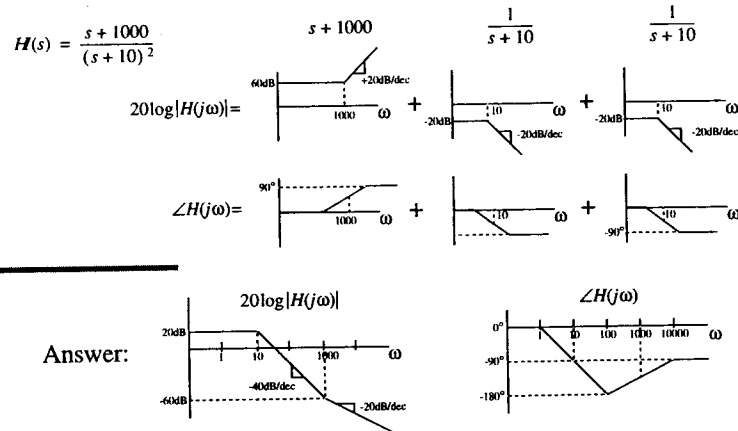 H(s) = s + 1000 / (s + 10)^2
s + 1000
1 / s + 10
1 / s + 10
20log|H(jω)|=
60dB
+20dB/dec
1000
ω
+
-20dB
10
ω
-20dB/dec
+
-20dB
10
ω
-20dB/dec
∠H(jω)=
90°
1000
ω
+
10
ω
+
-90°
10
ω
Answer:
20log|H(jω)|
20dB
1
10
1000
ω
-40dB/dec
-60dB
-20dB/dec
∠H(jω)
0°
1
10
100
1000
10000
ω
-90°
-180°